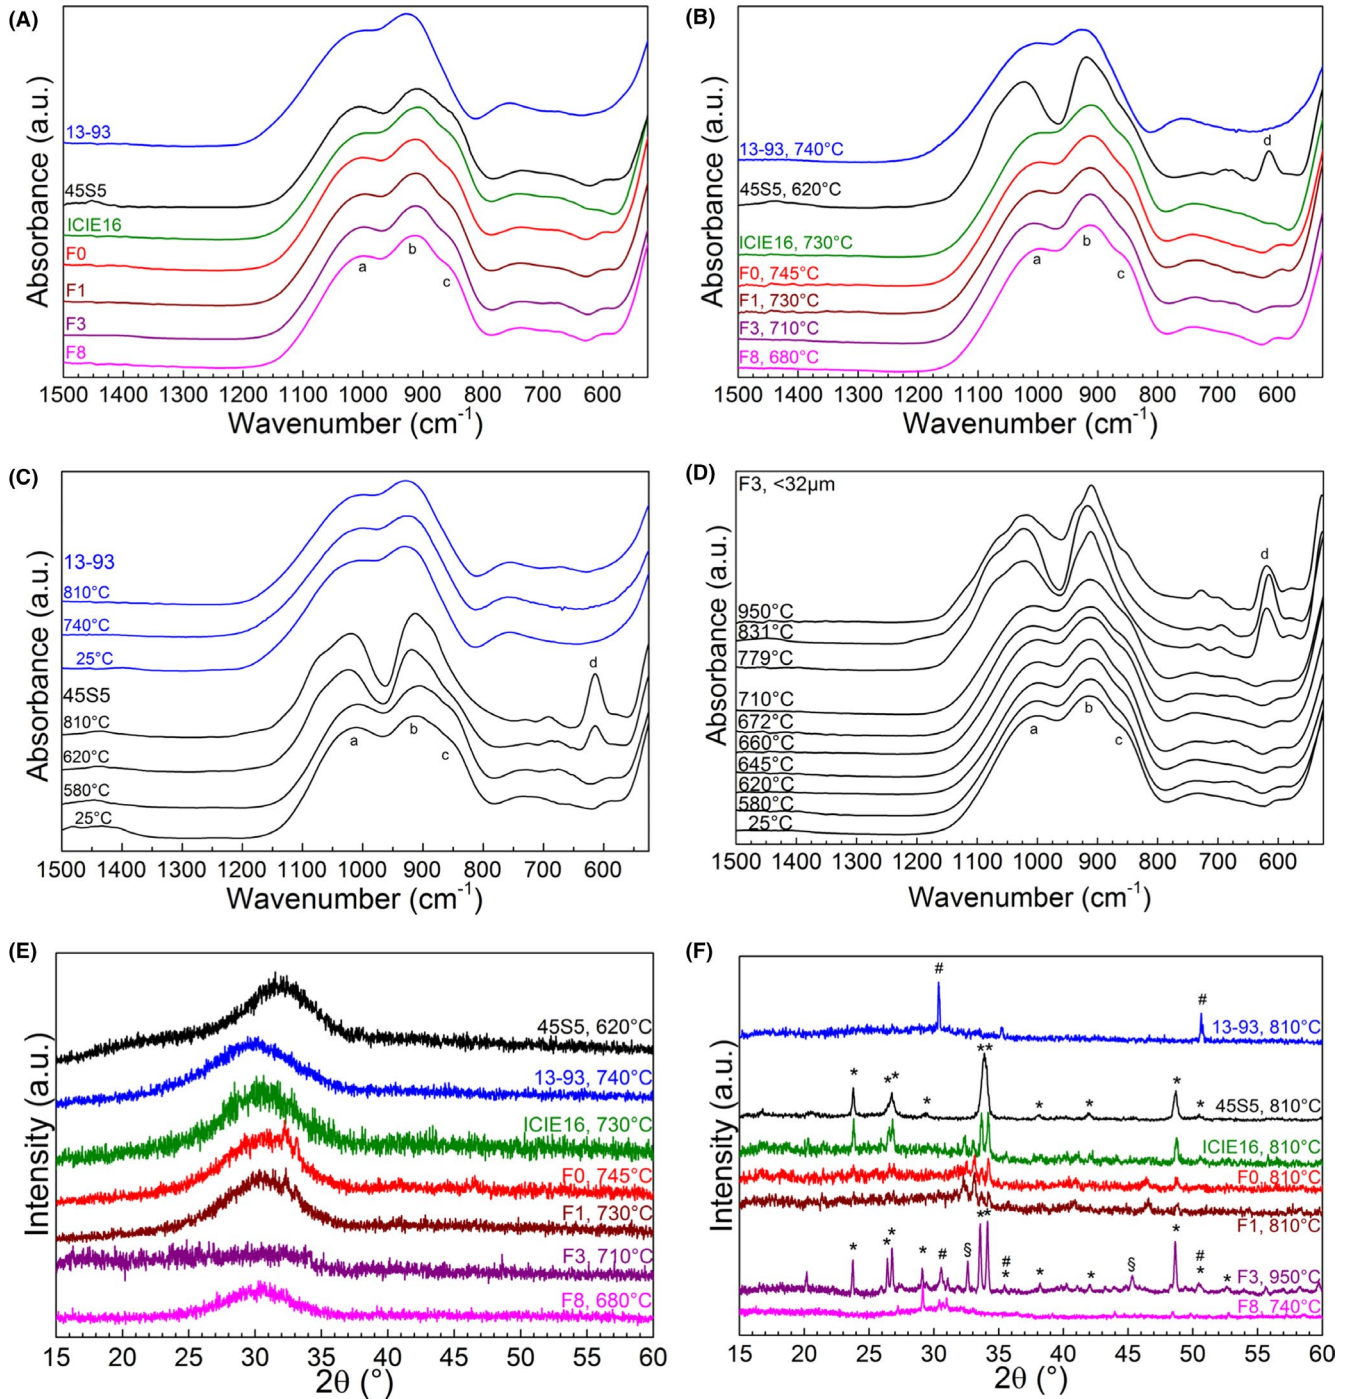 (A)
Absorbance (a.u.)
13-93
45S5
ICIE16
F0
F1
F3
F8
a
b
c
1500 1400 1300 1200 1100 1000 900 800 700 600
Wavenumber (cm-1)
(B)
Absorbance (a.u.)
13-93, 740°C
45S5, 620°C
ICIE16, 730°C
F0, 745°C
F1, 730°C
F3, 710°C
F8, 680°C
a
b
c
d
1500 1400 1300 1200 1100 1000 900 800 700 600
Wavenumber (cm-1)
(C)
Absorbance (a.u.)
13-93
810°C
740°C
25°C
45S5
810°C
620°C
580°C
25°C
a
b
c
d
1500 1400 1300 1200 1100 1000 900 800 700 600
Wavenumber (cm-1)
(D)
Absorbance (a.u.)
F3, <32µm
950°C
831°C
779°C
710°C
672°C
660°C
645°C
620°C
580°C
25°C
a
b
c
d
1500 1400 1300 1200 1100 1000 900 800 700 600
Wavenumber (cm-1)
(E)
Intensity (a.u.)
45S5, 620°C
13-93, 740°C
ICIE16, 730°C
F0, 745°C
F1, 730°C
F3, 710°C
F8, 680°C
15 20 25 30 35 40 45 50 55 60
2θ (°)
(F)
Intensity (a.u.)
# #
13-93, 810°C
* ** * ** * * * *
45S5, 810°C
ICIE16, 810°C
F0, 810°C
F1, 810°C
* * * * # § ** # * * * § * # * *
F3, 950°C
F8, 740°C
15 20 25 30 35 40 45 50 55 60
2θ (°)